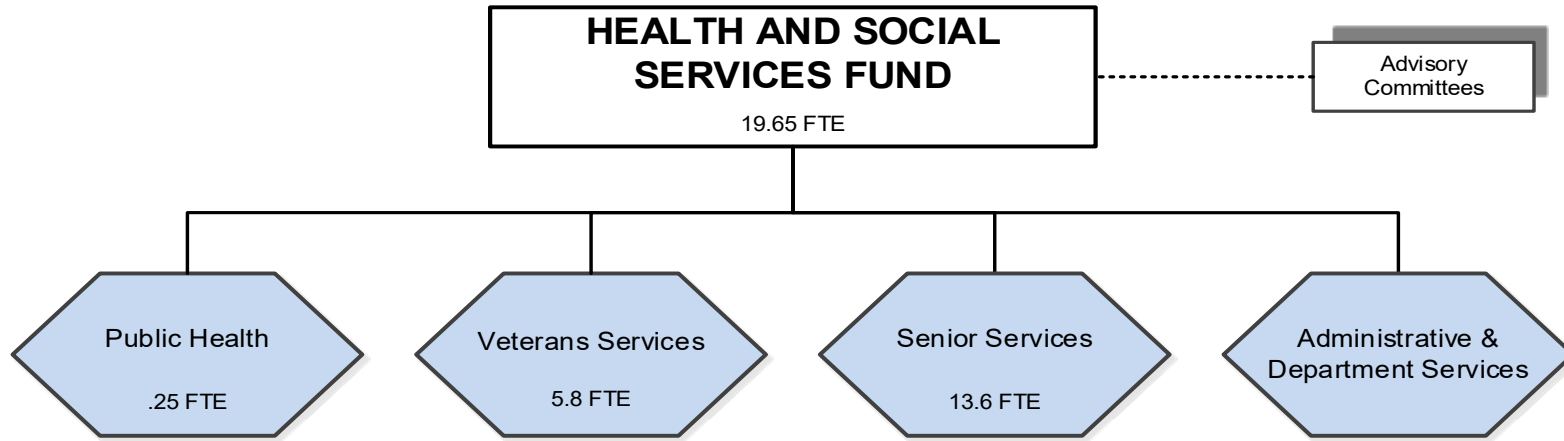 HEALTH AND SOCIAL
SERVICES FUND
19.65 FTE
Advisory
Committees
Public Health
.25 FTE
Veterans Services
5.8 FTE
Senior Services
13.6 FTE
Administrative &
Department Services